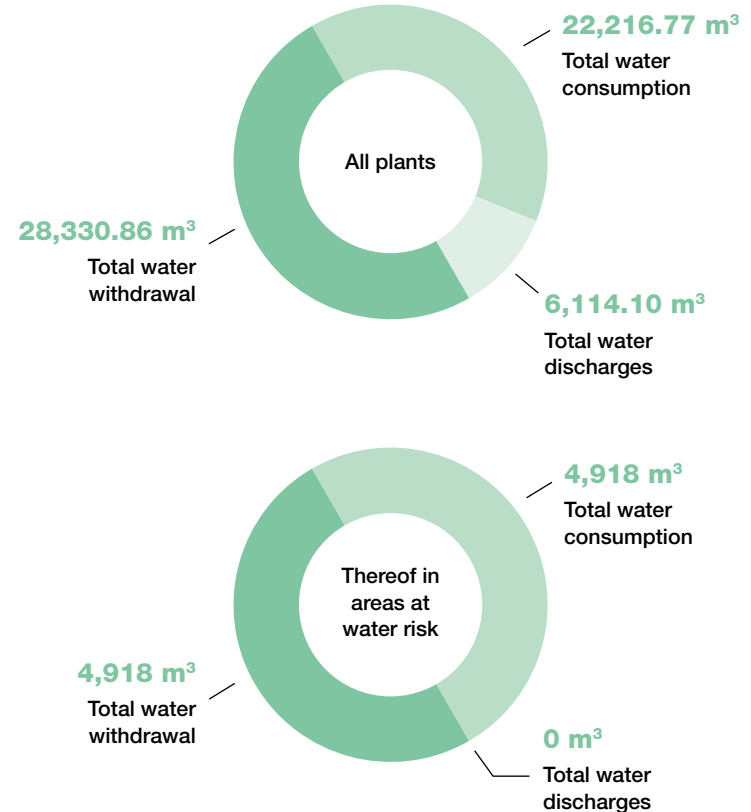 22,216.77 m³
Total water
consumption
All plants
28,330.86 m³
Total water
withdrawal
6,114.10 m³
Total water
discharges
4,918 m³
Total water
consumption
Thereof in
areas at
water risk
4,918 m³
Total water
withdrawal
0 m³
Total water
discharges